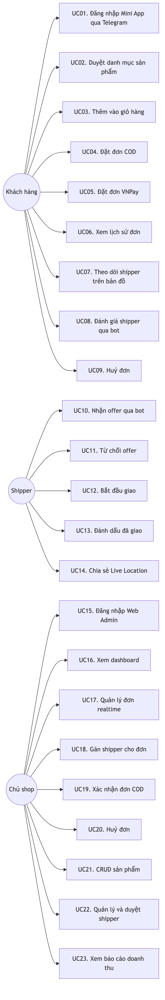 UC01. Đăng nhập Mini App
qua Telegram
UC02. Duyệt danh mục sản
phẩm
UC03. Thêm vào giỏ hàng
UC04. Đặt đơn COD
Khách hàng
UC05. Đặt đơn VNPay
UC06. Xem lịch sử đơn
UC07. Theo dõi shipper
trên bản đồ
UC08. Đánh giá shipper
qua bot
UC09. Huỷ đơn
UC10. Nhận offer qua bot
UC11. Từ chối offer
Shipper
UC12. Bắt đầu giao
UC13. Đánh dấu đã giao
UC14. Chia sẻ Live Location
UC15. Đăng nhập Web
Admin
UC16. Xem dashboard
UC17. Quản lý đơn
realtime
UC18. Gán shipper cho đơn
Chủ shop
UC19. Xác nhận đơn COD
UC20. Huỷ đơn
UC21. CRUD sản phẩm
UC22. Quản lý và duyệt
shipper
UC23. Xem báo cáo doanh
thu